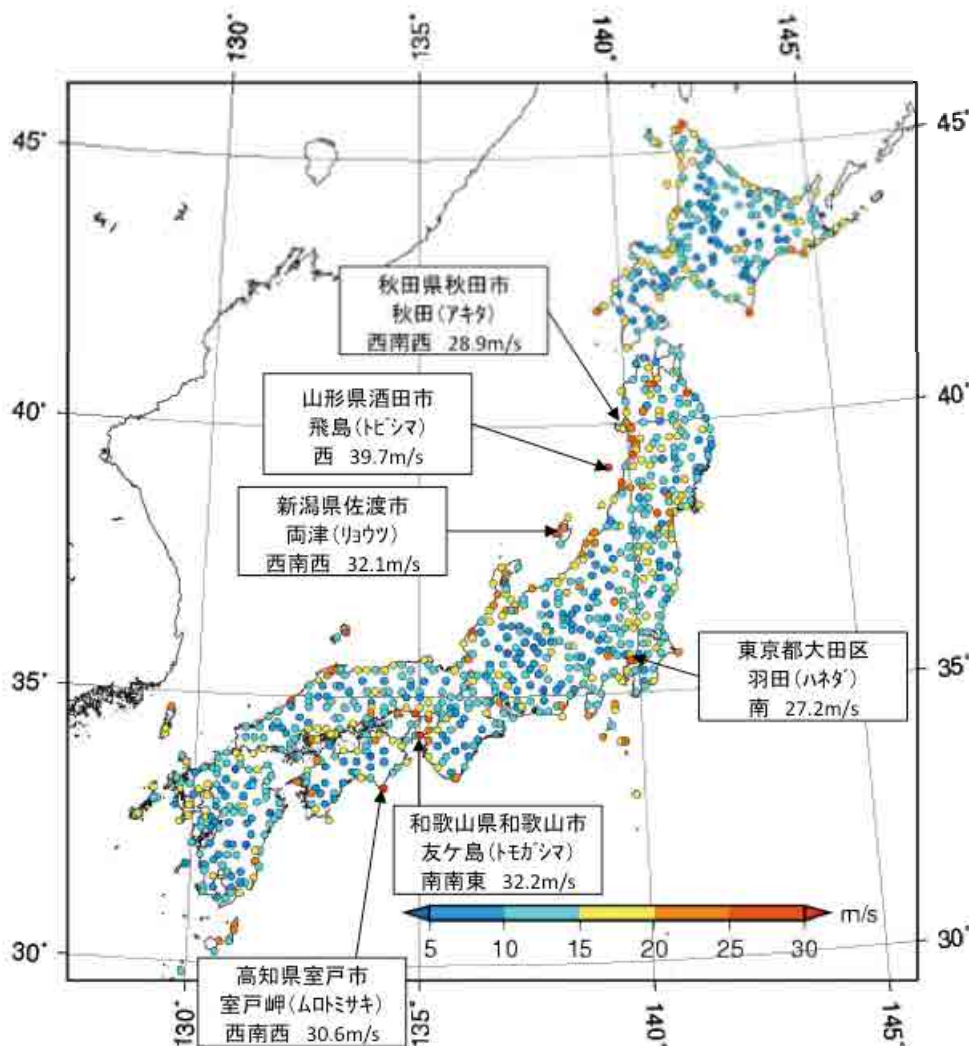 130°
135°
140°
145°
45°
45°
秋田県秋田市
秋田(アキタ)
西南西 28.9m/s
40°
40°
山形県酒田市
飛島(トビシマ)
西 39.7m/s
新潟県佐渡市
両津(リョウツ)
西南西 32.1m/s
東京都大田区
羽田(ハネダ)
南 27.2m/s
35°
35°
和歌山県和歌山市
友ケ島(トモガシマ)
南南東 32.2m/s
m/s
5 10 15 20 25 30
30°
30°
高知県室戸市
室戸岬(ムロトミサキ)
西南西 30.6m/s
130°
135°
140°
145°